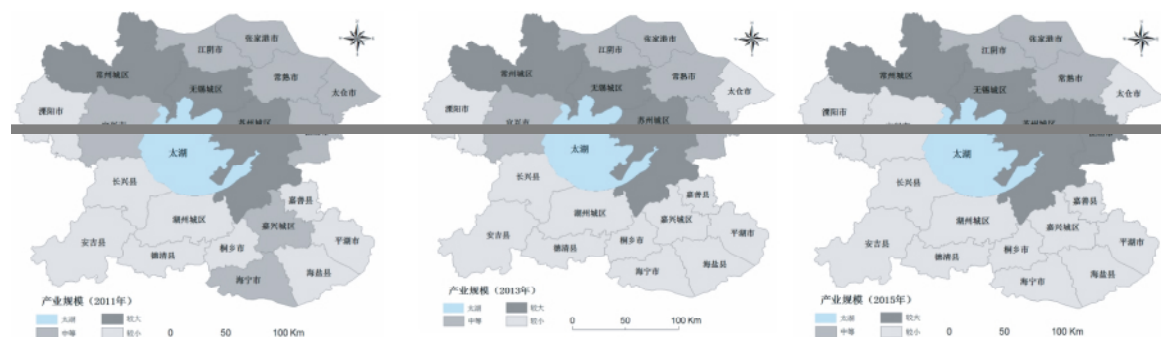 张家港市
江阴市
常熟市
常州城区
无锡城区
太仓市
溧阳市
苏州城区
太湖
长兴县
嘉善县
湖州城区
嘉兴城区
安吉县
桐乡市
平湖市
德清县
海宁市
海盐县
产业规模（2011年）
太湖 较大
中等 较小
0 50 100 Km
张家港市
江阴市
常熟市
常州城区
无锡城区
太仓市
溧阳市
苏州城区
太湖
长兴县
嘉善县
湖州城区
嘉兴城区
安吉县
桐乡市
平湖市
德清县
海宁市
海盐县
产业规模（2013年）
太湖 较大
中等 较小
0 50 100 Km
张家港市
江阴市
常熟市
常州城区
无锡城区
太仓市
溧阳市
太湖
长兴县
嘉善县
湖州城区
嘉兴城区
安吉县
桐乡市
平湖市
德清县
海宁市
海盐县
产业规模（2015年）
太湖 较大
中等 较小
0 50 100 Km